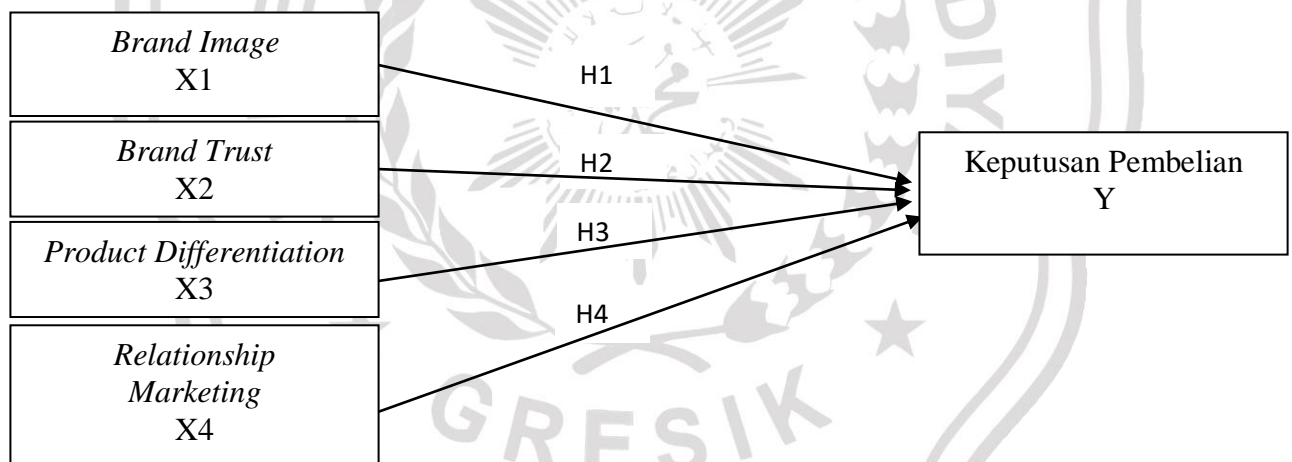 Brand Image
X1
H1
Brand Trust
X2
H2
Keputusan Pembelian
Y
Product Differentiation
X3
H3
Relationship
Marketing
X4
H4
GRESIK
DIY